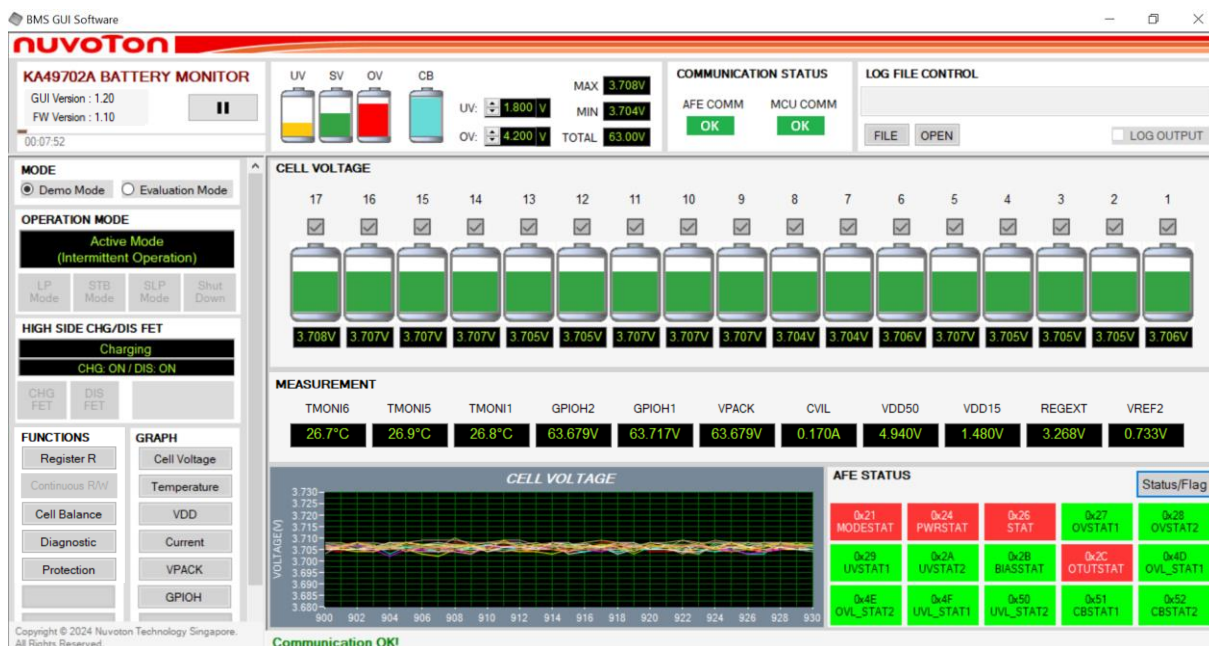 BMS GUI Software
nuvoTon
KA49702A BATTERY MONITOR
GUI Version : 1.20
FW Version : 1.10
00:07:52
UV SV OV CB
UV: 1.800 V
OV: 4.200 V
MAX 3.708V
MIN 3.704V
TOTAL 63.00V
COMMUNICATION STATUS
AFE COMM MCU COMM
OK OK
LOG FILE CONTROL
FILE OPEN LOG OUTPUT
MODE
Demo Mode Evaluation Mode
OPERATION MODE
Active Mode
(Intermittent Operation)
LP Mode STB Mode SLP Mode Shut Down
HIGH SIDE CHG/DIS FET
Charging
CHG: ON / DIS: ON
CHG FET DIS FET
FUNCTIONS
Register R
Continuous R/W
Cell Balance
Diagnostic
Protection
GRAPH
Cell Voltage
Temperature
VDD
Current
VPACK
GPIOH
Copyright © 2024 Nuvoton Technology Singapore.
All Rights Reserved.
CELL VOLTAGE
17 16 15 14 13 12 11 10 9 8 7 6 5 4 3 2 1
3.708V 3.707V 3.707V 3.707V 3.705V 3.705V 3.707V 3.707V 3.707V 3.704V 3.704V 3.706V 3.707V 3.705V 3.705V 3.705V 3.706V
MEASUREMENT
TMONI6 TMONI5 TMONI1 GPIOH2 GPIOH1 VPACK CVIL VDD50 VDD15 REGEXT VREF2
26.7°C 26.9°C 26.8°C 63.679V 63.717V 63.679V 0.170A 4.940V 1.480V 3.268V 0.733V
CELL VOLTAGE
VOLTAGE(V)
3.730
3.720
3.715
3.710
3.705
3.700
3.695
3.690
3.685
3.680
900 902 904 906 908 910 912 914 916 918 920 922 924 926 928 930
AFE STATUS
Status/Flag
0x21 0x24 0x26 0x27 0x28
MODESTAT PWRSTAT STAT OVSTAT1 OVSTAT2
0x29 0x2A 0x2B 0x2C 0x4D
UVSTAT1 UVSTAT2 BIASSTAT OTUTSTAT OVL_STAT1
0x4E 0x4F 0x50 0x51 0x52
OVL_STAT2 UVL_STAT1 UVL_STAT2 CBSTAT1 CBSTAT2
Communication OK!